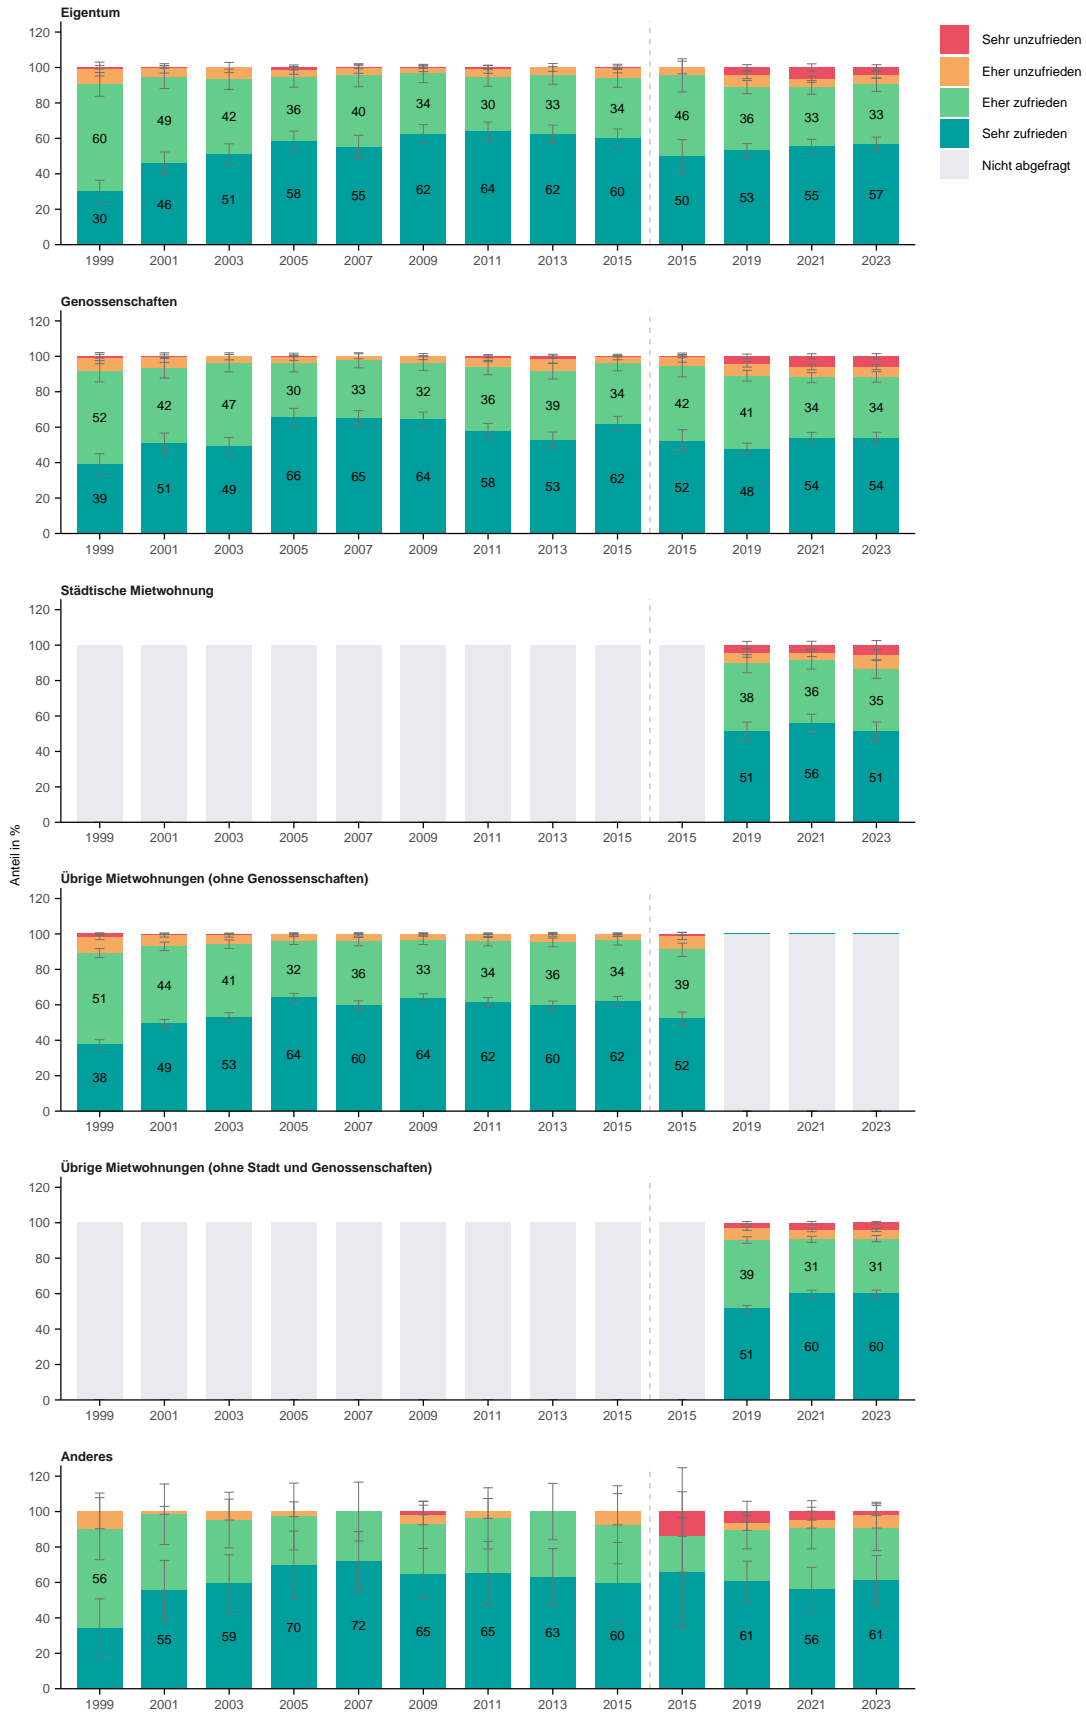 Eigentum
120
100
80
60
40
20
0
60 49 42 36 40 34 30 33 34 46 36 33 33
30 46 51 58 55 62 64 62 60 50 53 55 57
1999 2001 2003 2005 2007 2009 2011 2013 2015 2015 2019 2021 2023
Sehr unzufrieden
Eher unzufrieden
Eher zufrieden
Sehr zufrieden
Nicht abgefragt
Genossenschaften
120
100
80
60
40
20
0
52 42 47 30 33 32 36 39 34 42 41 34 34
39 51 49 66 65 64 58 53 62 52 48 54 54
1999 2001 2003 2005 2007 2009 2011 2013 2015 2015 2019 2021 2023
Städtische Mietwohnung
120
100
80
60
40
20
0
38 36 35
51 56 51
1999 2001 2003 2005 2007 2009 2011 2013 2015 2015 2019 2021 2023
Anteil in %
Übrige Mietwohnungen (ohne Genossenschaften)
120
100
80
60
40
20
0
51 44 41 32 36 33 34 36 34 39
38 49 53 64 60 64 62 60 62 52
1999 2001 2003 2005 2007 2009 2011 2013 2015 2015 2019 2021 2023
Übrige Mietwohnungen (ohne Stadt und Genossenschaften)
120
100
80
60
40
20
0
39 31 31
51 60 60
1999 2001 2003 2005 2007 2009 2011 2013 2015 2015 2019 2021 2023
Anderes
120
100
80
60
40
20
0
56
55 59 70 72 65 65 63 60 61 56 61
1999 2001 2003 2005 2007 2009 2011 2013 2015 2015 2019 2021 2023